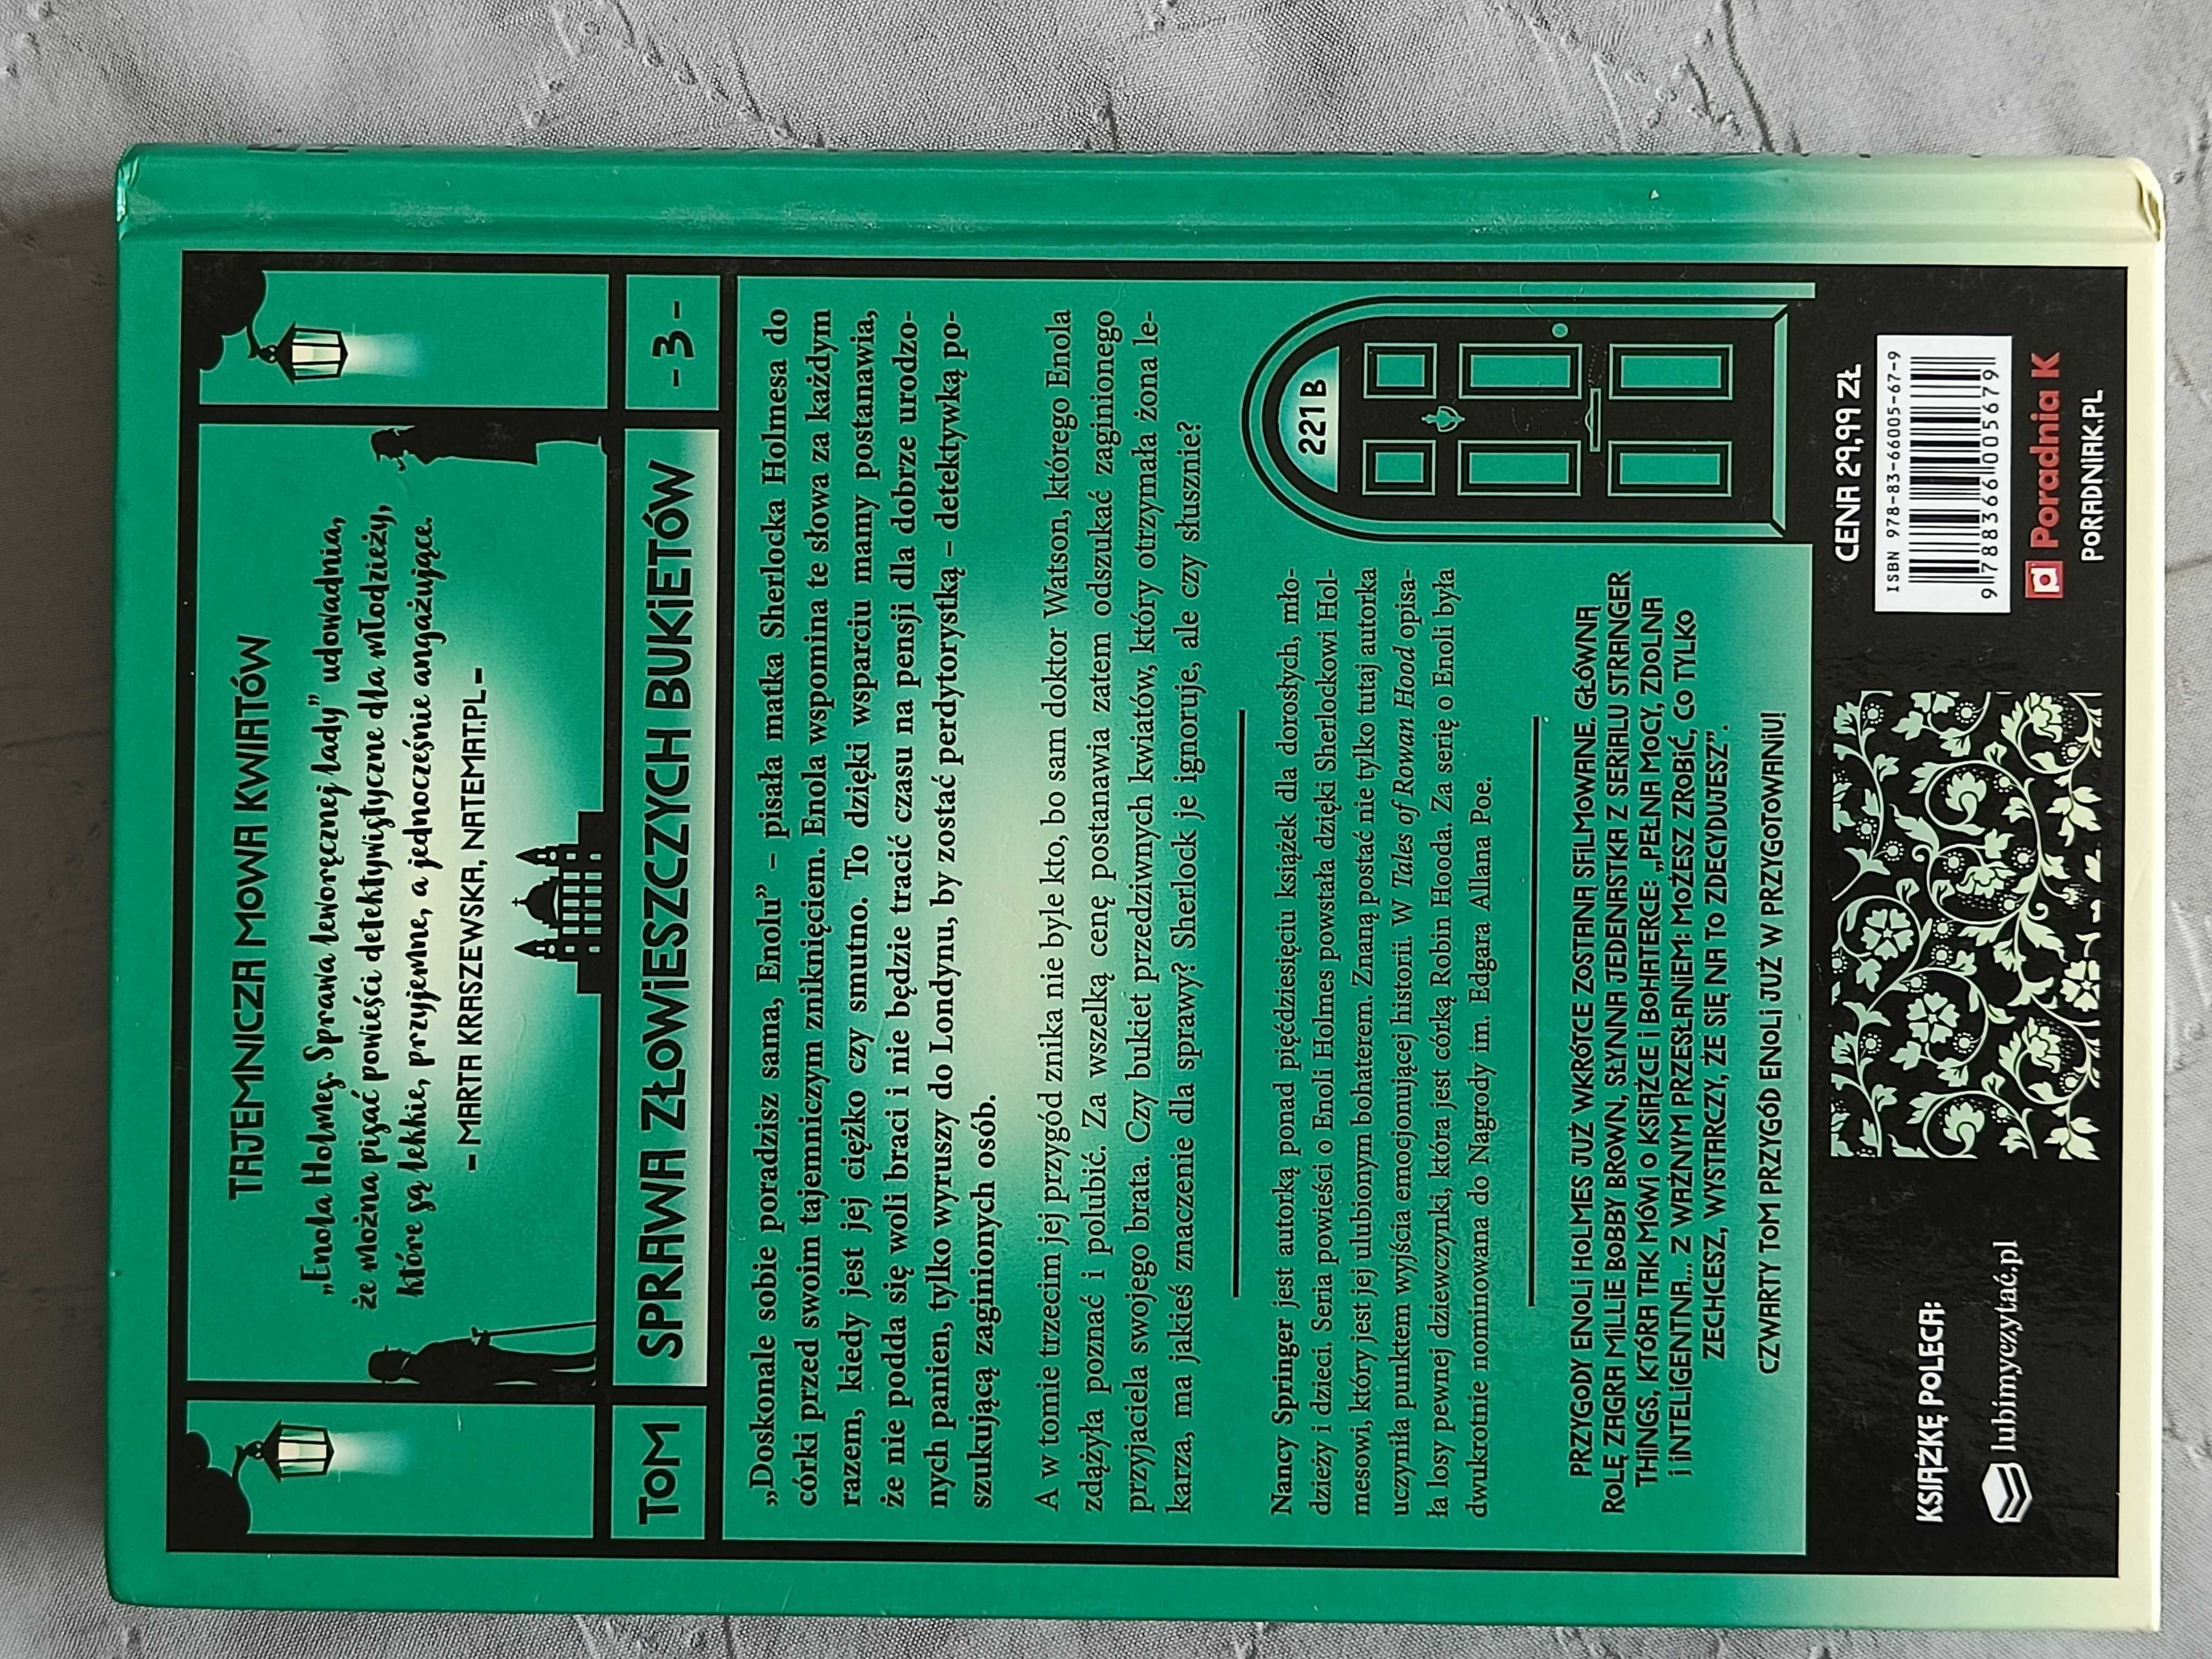 TAJEMNICZA MOWA KWIATÓW
„Enola Holmes. Sprawa leworęcznej lady” udowadnia,
że można pisać powieści detektywistyczne dla młodzieży,
które są lekkie, przyjemne, a jednocześnie angażujące.
– MARTA KRASZEWSKA, NATEMAT.PL –
TOM SPRAWA ZŁOWIESZCZYCH BUKIETÓW - 3 -
„Doskonale sobie poradzisz sama, Enolu” – pisała matka Sherlocka Holmesa do
córki przed swoim tajemniczym zniknięciem. Enola wspomina te słowa za każdym
razem, kiedy jest jej ciężko czy smutno. To dzięki wsparciu mamy postanawia,
że nie podda się woli braci i nie będzie tracić czasu na pensji dla dobrze urodzo-
nych panien, tylko wyruszy do Londynu, by zostać perdytorystką – detektywką po-
szukującą zaginionych osób.
A w tomie trzecim jej przygód znika nie byle kto, bo sam doktor Watson, którego Enola
zdążyła poznać i polubić. Za wszelką cenę postanawia zatem odszukać zaginionego
przyjaciela swojego brata. Czy bukiet przedziwnych kwiatów, który otrzymała żona le-
karza, ma jakieś znaczenie dla sprawy? Sherlock je ignoruje, ale czy słusznie?
221 B
Nancy Springer jest autorką ponad pięćdziesięciu książek dla dorosłych, mło-
dzieży i dzieci. Seria powieści o Enoli Holmes powstała dzięki Sherlockowi Hol-
mesowi, który jest jej ulubionym bohaterem. Znaną postać nie tylko tutaj autorka
uczyniła punktem wyjścia emocjonującej historii. W Tales of Rowan Hood opisa-
ła losy pewnej dziewczynki, która jest córką Robin Hooda. Za serię o Enoli była
dwukrotnie nominowana do Nagrody im. Edgara Allana Poe.
PRZYGODY ENOLI HOLMES JUŻ WKRÓTCE ZOSTANĄ SFILMOWANE. GŁÓWNĄ
ROLĘ ZAGRA MILLIE BOBBY BROWN, SŁYNNA JEDENASTKA Z SERIALU STRANGER
THINGS, KTÓRA TAK MÓWI O KSIĄŻCE I BOHATERCE: „PEŁNA MOCY, ZDOLNA
I INTELIGENTNA... Z WAŻNYM PRZESŁANIEM: MOŻESZ ZROBIĆ, CO TYLKO
ZECHCESZ, WYSTARCZY, ŻE SIĘ NA TO ZDECYDUJESZ”.
CZWARTY TOM PRZYGÓD ENOLI JUŻ W PRZYGOTOWANIU!
KSIĄŻKĘ POLECA:
lubimyczytać.pl
CENA 29,99 ZŁ
ISBN 978-83-66005-67-9
9 788366 005679
Poradnia K
PORADNIAK.PL